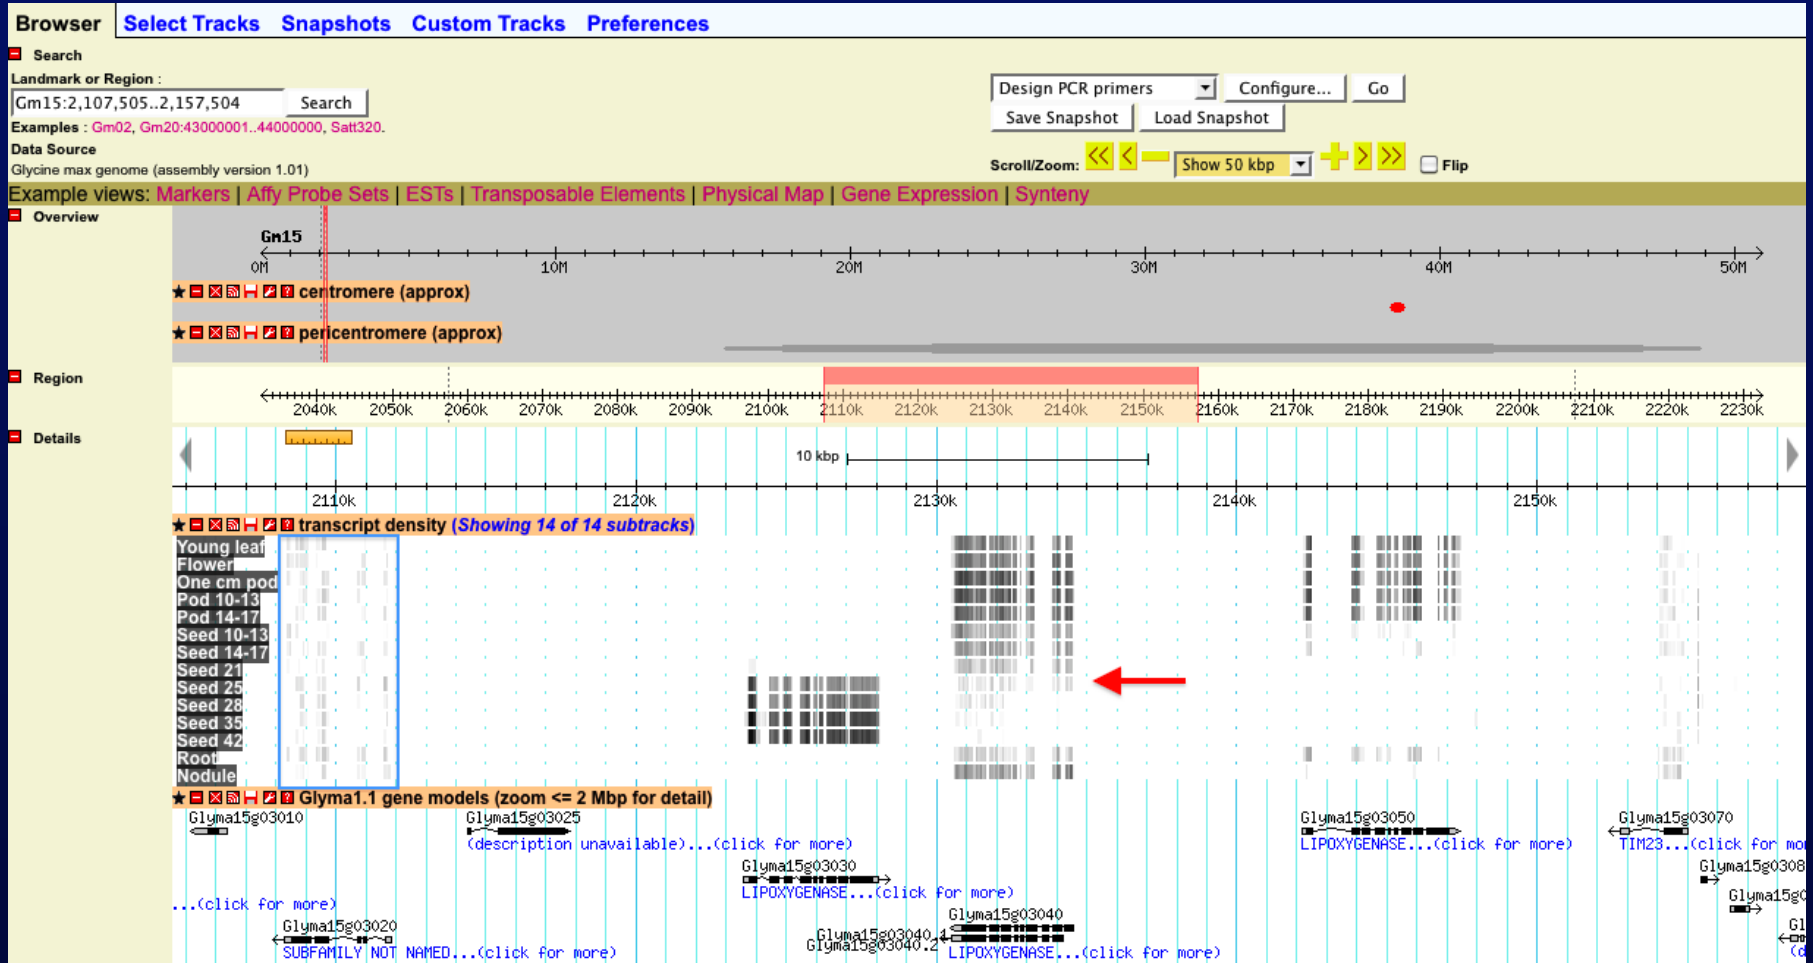 Browser Select Tracks Snapshots Custom Tracks Preferences
Search
Landmark or Region :
Gm15:2,107,505..2,157,504 Search
Examples : Gm02, Gm20:43000001..44000000, Satt320.
Data Source
Glycine max genome (assembly version 1.01)
Design PCR primers Configure... Go
Save Snapshot Load Snapshot
Scroll/Zoom: << < Show 50 kbp > >> Flip
Example views: Markers | Affy Probe Sets | ESTs | Transposable Elements | Physical Map | Gene Expression | Synteny
Overview
Gm15
0M 10M 20M 30M 40M 50M
centromere (approx)
pericentromere (approx)
Region
2040k 2050k 2060k 2070k 2080k 2090k 2100k 2110k 2120k 2130k 2140k 2150k 2160k 2170k 2180k 2190k 2200k 2210k 2220k 2230k
Details
10 kbp
2110k 2120k 2130k 2140k 2150k
transcript density (Showing 14 of 14 subtracks)
Young leaf
Flower
One cm pod
Pod 10-13
Pod 14-17
Seed 10-13
Seed 14-17
Seed 21
Seed 25
Seed 28
Seed 35
Seed 42
Root
Nodule
Glyma1.1 gene models (zoom <= 2 Mbp for detail)
Glyma15g03010 Glyma15g03025 Glyma15g03050 Glyma15g03070
(description unavailable)...(click for more) LIPOXYGENASE...(click for more) TIM23...(click for mo
Glyma15g03030 Glyma15g0308
LIPOXYGENASE...(click for more)
...(click for more) Glyma15g0
Glyma15g03040
Glyma15g03020 Glyma15g03040.1 Gl
Glyma15g03040.2
SUBFAMILY NOT NAMED...(click for more) LIPOXYGENASE...(click for more) (d